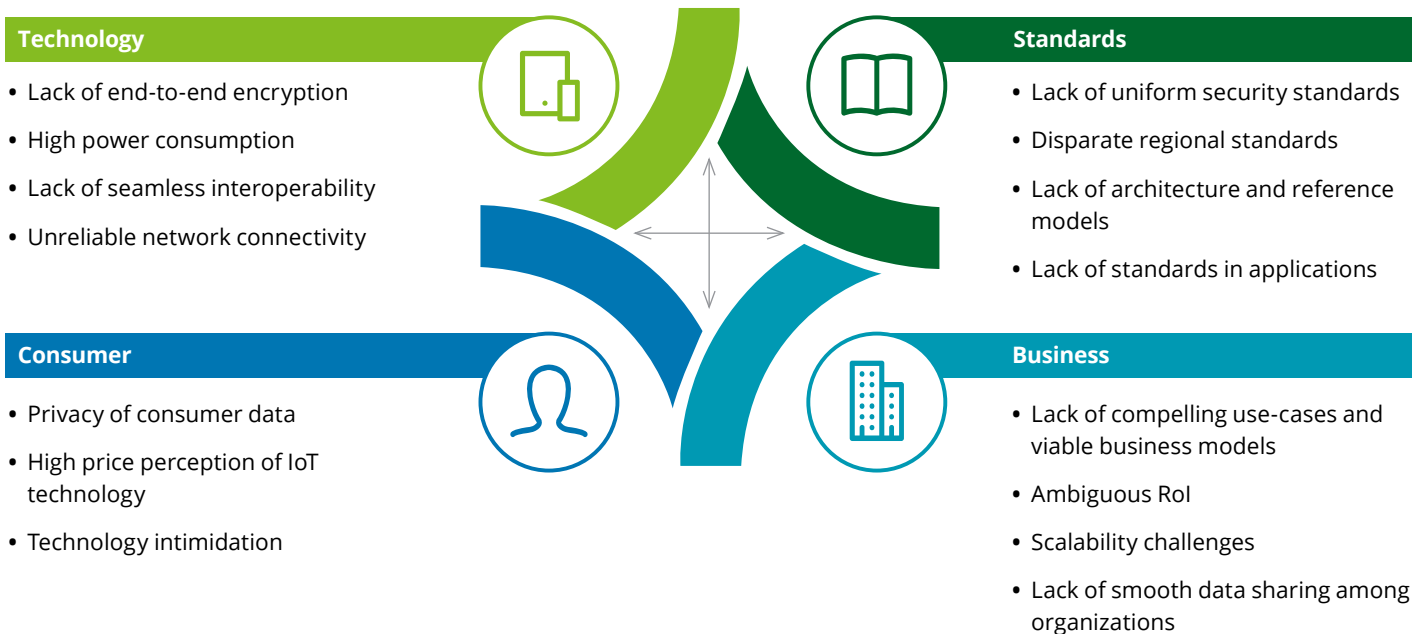 Technology
• Lack of end-to-end encryption
• High power consumption
• Lack of seamless interoperability
• Unreliable network connectivity
Standards
• Lack of uniform security standards
• Disparate regional standards
• Lack of architecture and reference
models
• Lack of standards in applications
Consumer
• Privacy of consumer data
• High price perception of IoT
technology
• Technology intimidation
Business
• Lack of compelling use-cases and
viable business models
• Ambiguous RoI
• Scalability challenges
• Lack of smooth data sharing among
organizations